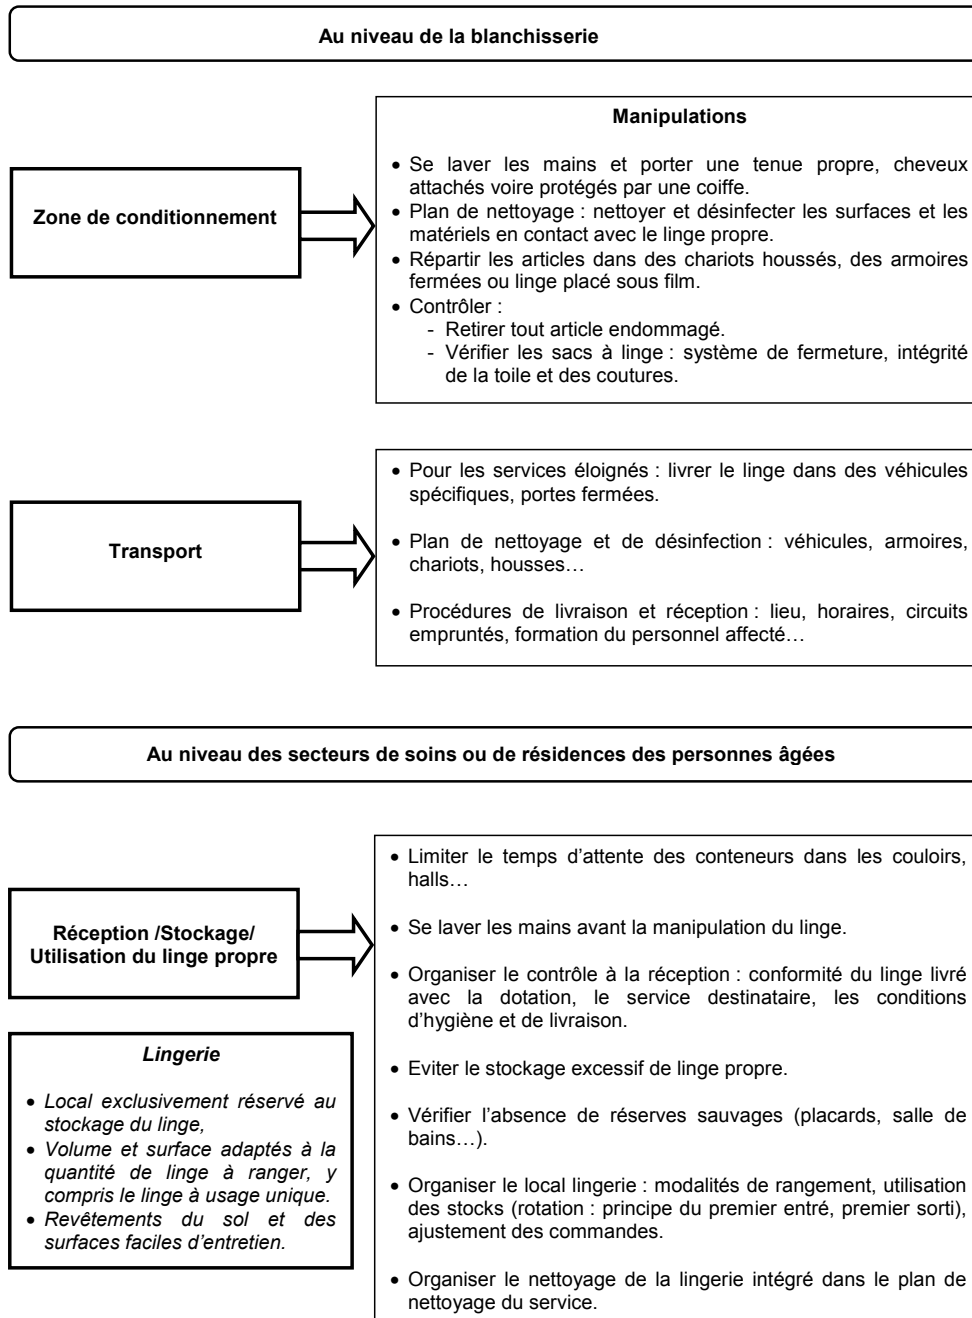 Au niveau de la blanchisserie
Zone de conditionnement
Manipulations
• Se laver les mains et porter une tenue propre, cheveux
attachés voire protégés par une coiffe.
• Plan de nettoyage : nettoyer et désinfecter les surfaces et les
matériels en contact avec le linge propre.
• Répartir les articles dans des chariots houssés, des armoires
fermées ou linge placé sous film.
• Contrôler :
- Retirer tout article endommagé.
- Vérifier les sacs à linge : système de fermeture, intégrité
de la toile et des coutures.
Transport
• Pour les services éloignés : livrer le linge dans des véhicules
spécifiques, portes fermées.
• Plan de nettoyage et de désinfection : véhicules, armoires,
chariots, housses…
• Procédures de livraison et réception : lieu, horaires, circuits
empruntés, formation du personnel affecté…
Au niveau des secteurs de soins ou de résidences des personnes âgées
Réception /Stockage/
Utilisation du linge propre
• Limiter le temps d’attente des conteneurs dans les couloirs,
halls…
• Se laver les mains avant la manipulation du linge.
• Organiser le contrôle à la réception : conformité du linge livré
avec la dotation, le service destinataire, les conditions
d’hygiène et de livraison.
• Eviter le stockage excessif de linge propre.
• Vérifier l’absence de réserves sauvages (placards, salle de
bains…).
• Organiser le local lingerie : modalités de rangement, utilisation
des stocks (rotation : principe du premier entré, premier sorti),
ajustement des commandes.
• Organiser le nettoyage de la lingerie intégré dans le plan de
nettoyage du service.
Lingerie
• Local exclusivement réservé au
stockage du linge,
• Volume et surface adaptés à la
quantité de linge à ranger, y
compris le linge à usage unique.
• Revêtements du sol et des
surfaces faciles d’entretien.